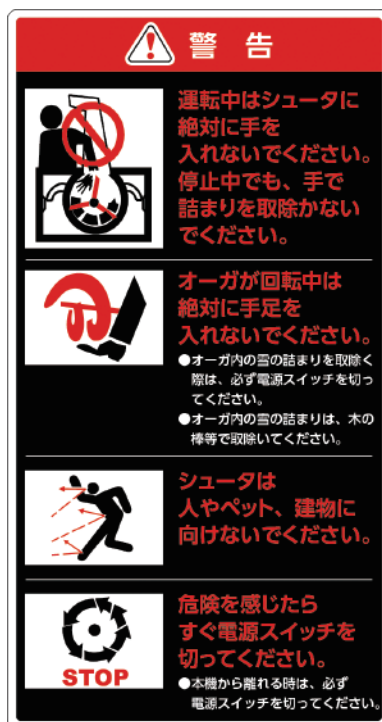 警告
運転中はシュータに
絶対に手を
入れないでください。
停止中でも、手で
詰まりを取除かない
でください。
オーガが回転中は
絶対に手足を
入れないでください。
●オーガ内の雪の詰まりを取除く
際は、必ず電源スイッチを切っ
てください。
●オーガ内の雪の詰まりは、木の
棒等で取除いてください。
シュータは
人やペット、建物に
向けないでください。
STOP
危険を感じたら
すぐ電源スイッチを
切ってください。
●本機から離れる時は、必ず
電源スイッチを切ってください。